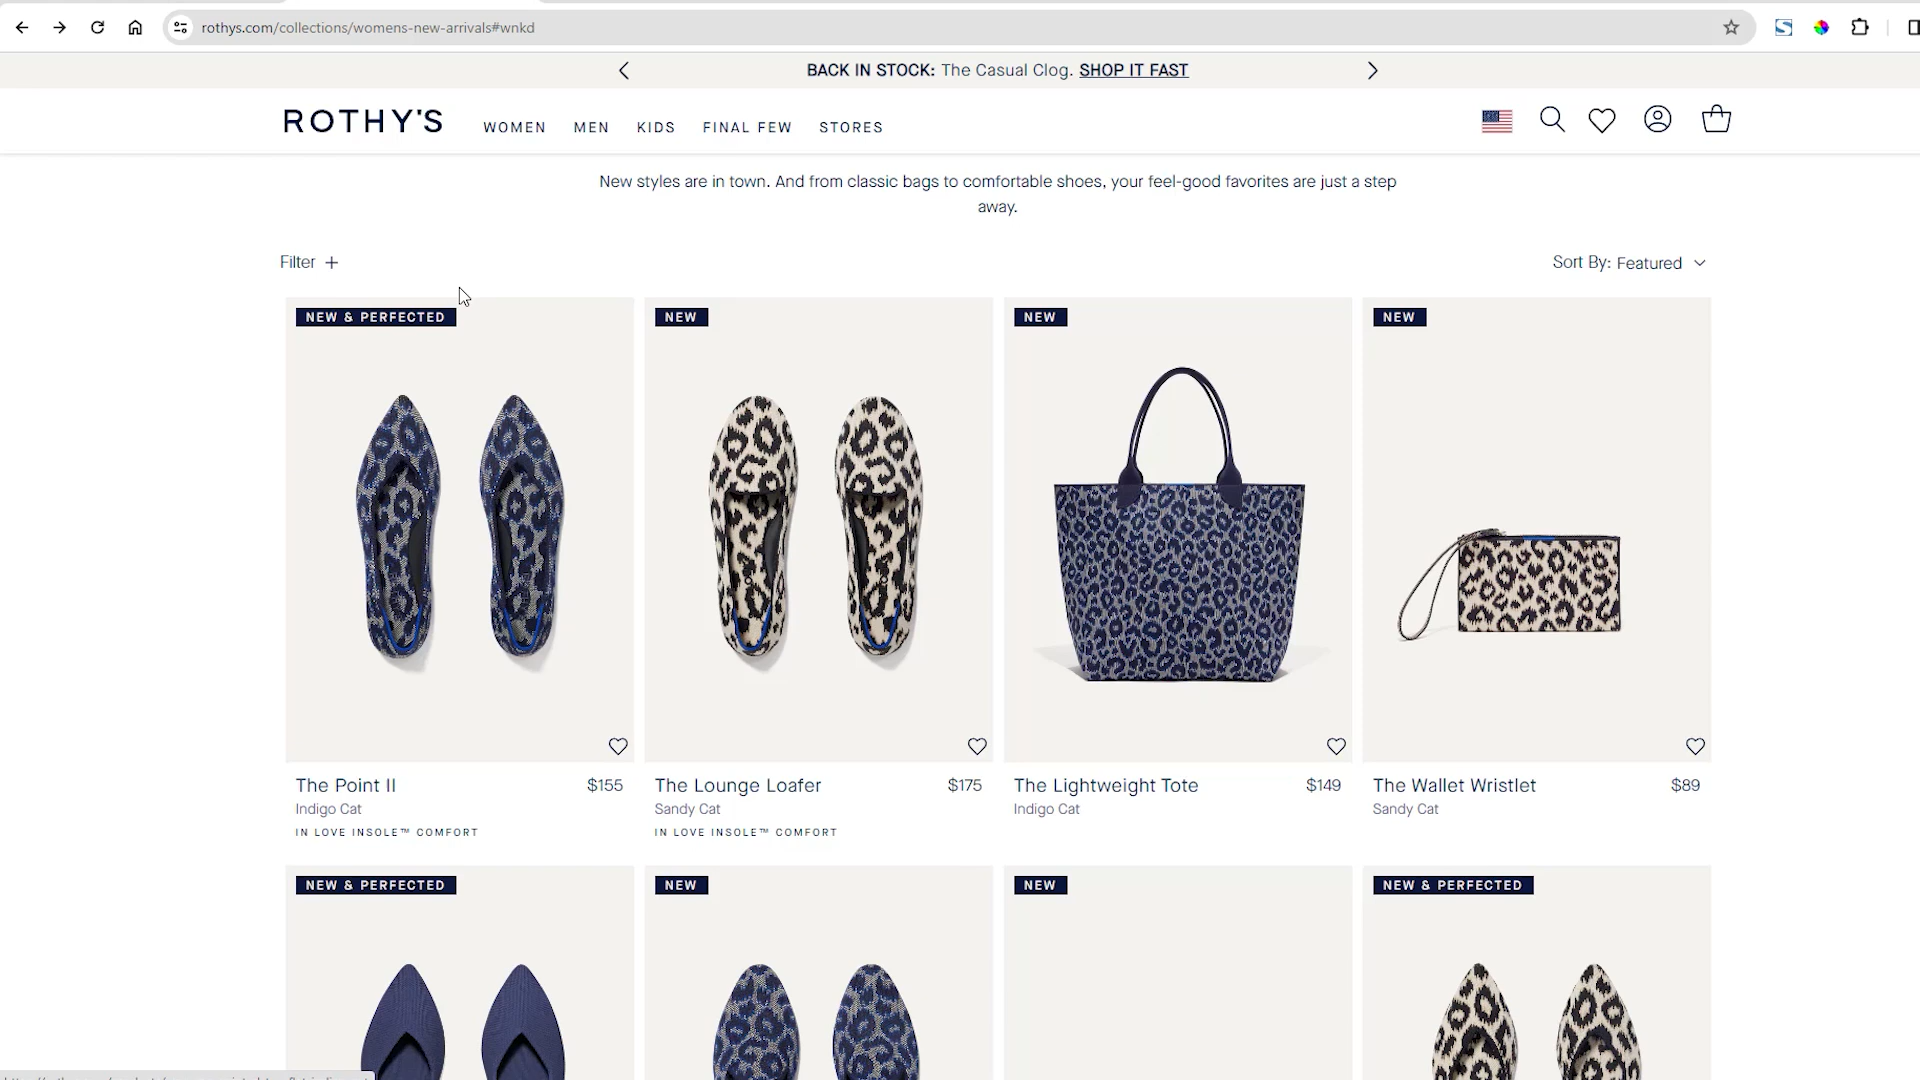 rothys.com/collections/womens-new-arrivals#wnkd
BACK IN STOCK: The Casual Clog. SHOP IT FAST
ROTHY'S WOMEN MEN KIDS FINAL FEW STORES
New styles are in town. And from classic bags to comfortable shoes, your feel-good favorites are just a step
away.
Filter +
Sort By: Featured
NEW & PERFECTED
NEW
NEW
NEW
The Point II $155
Indigo Cat
IN LOVE INSOLE™ COMFORT
The Lounge Loafer $175
Sandy Cat
IN LOVE INSOLE™ COMFORT
The Lightweight Tote $149
Indigo Cat
The Wallet Wristlet $89
Sandy Cat
NEW & PERFECTED
NEW
NEW
NEW & PERFECTED